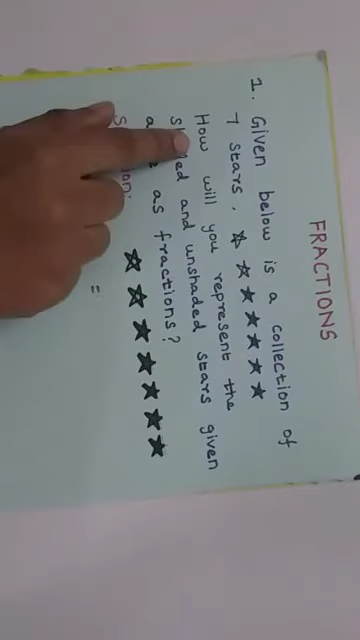 FRACTIONS
1. Given below is a collection of
7 stars. ☆ ★ ★ ★ ★ ★ ★
How will you represent the
and unshaded stars given
as fractions?
☆ ☆ ★ ★ ★ ★ ★
=